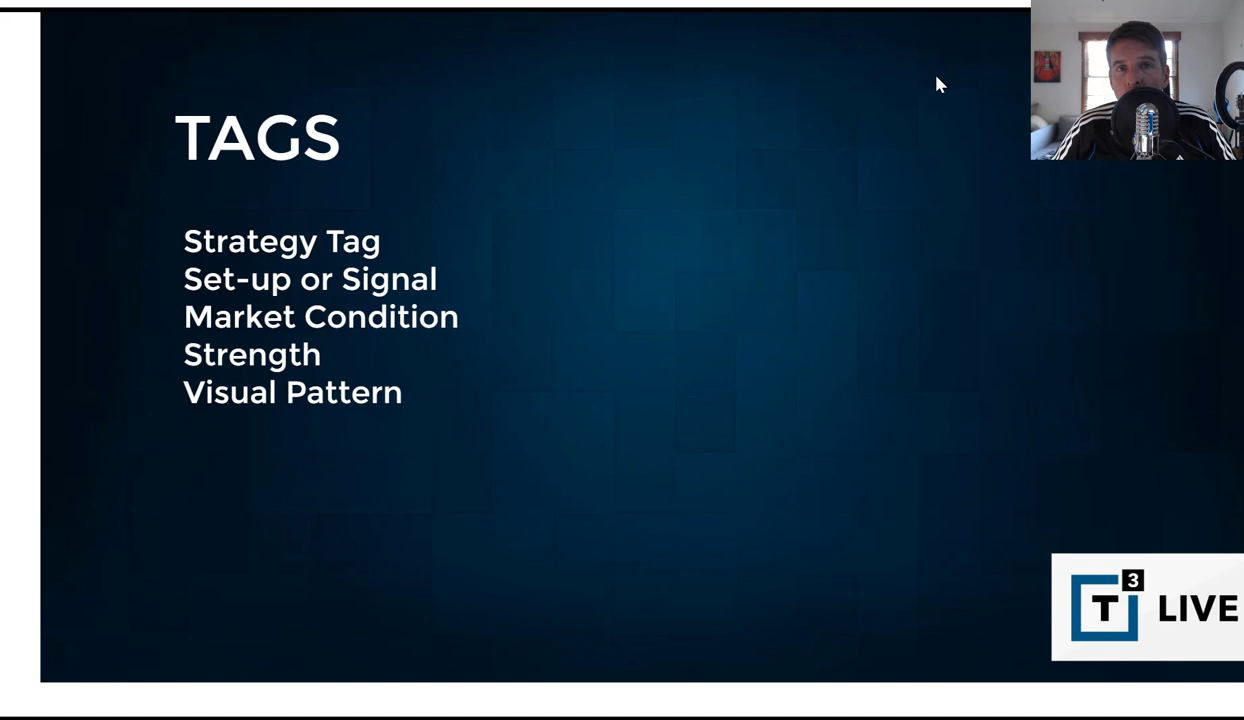 TAGS
Strategy Tag
Set-up or Signal
Market Condition
Strength
Visual Pattern
T3 LIVE